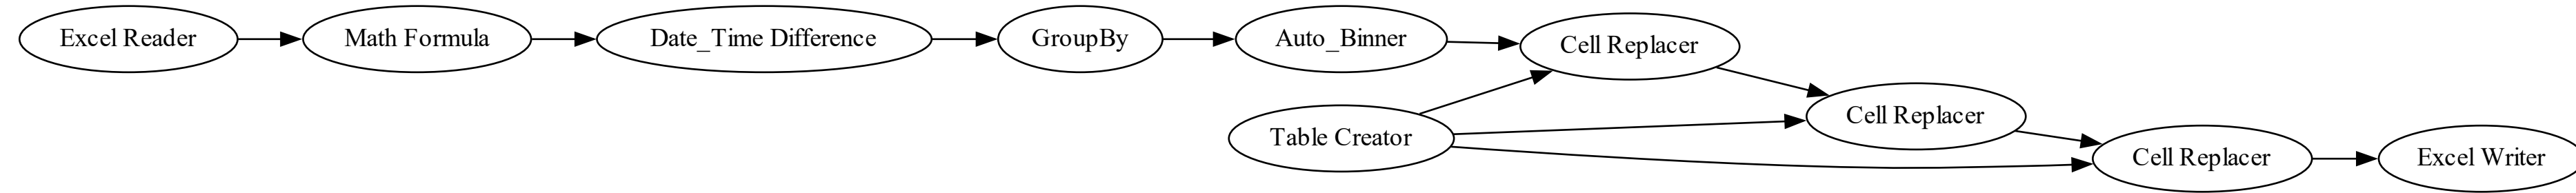 Excel Reader
Math Formula
Date_Time Difference
GroupBy
Auto_Binner
Cell Replacer
Table Creator
Cell Replacer
Cell Replacer
Excel Writer